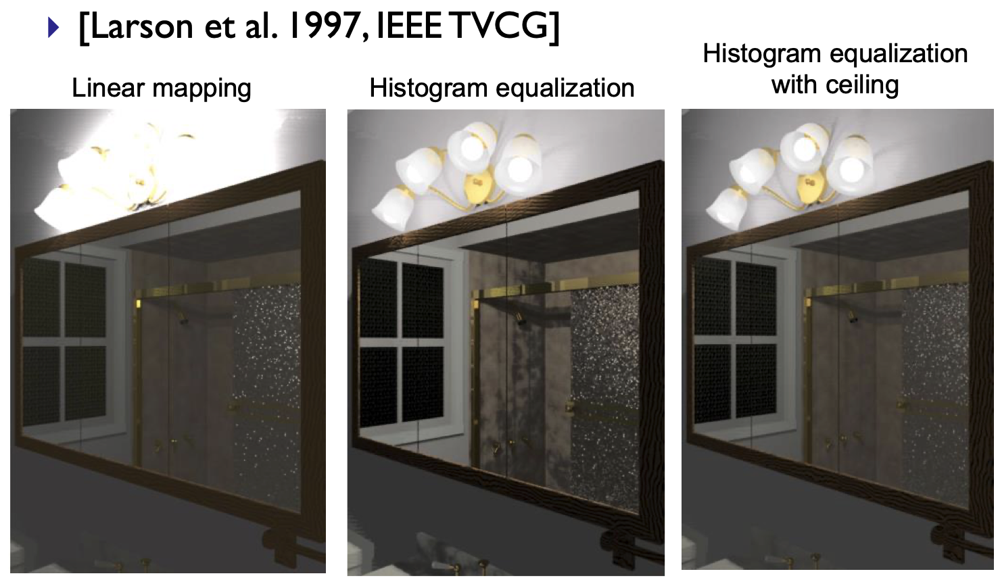 [Larson et al. 1997, IEEE TVCG]
Linear mapping
Histogram equalization
Histogram equalization
with ceiling